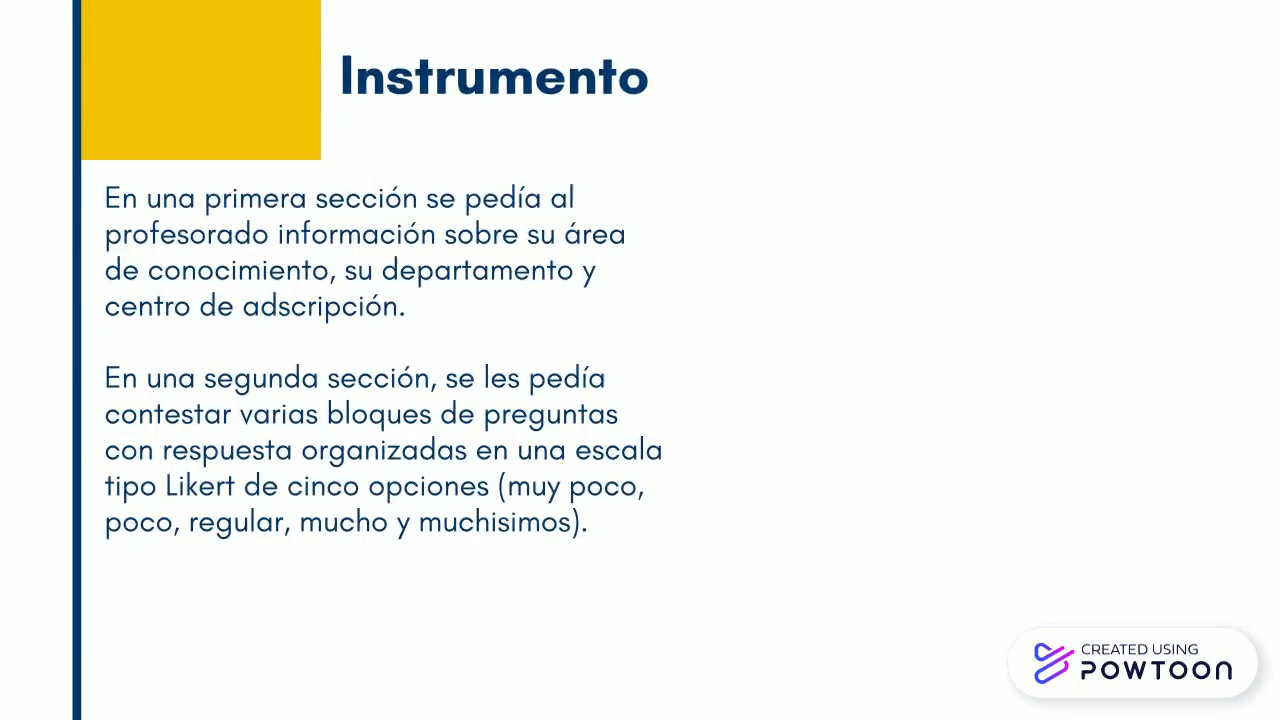 Instrumento
En una primera sección se pedía al
profesorado información sobre su área
de conocimiento, su departamento y
centro de adscripción.
En una segunda sección, se les pedía
contestar varias bloques de preguntas
con respuesta organizadas en una escala
tipo Likert de cinco opciones (muy poco,
poco, regular, mucho y muchisimos).
CREATED USING
POWTOON